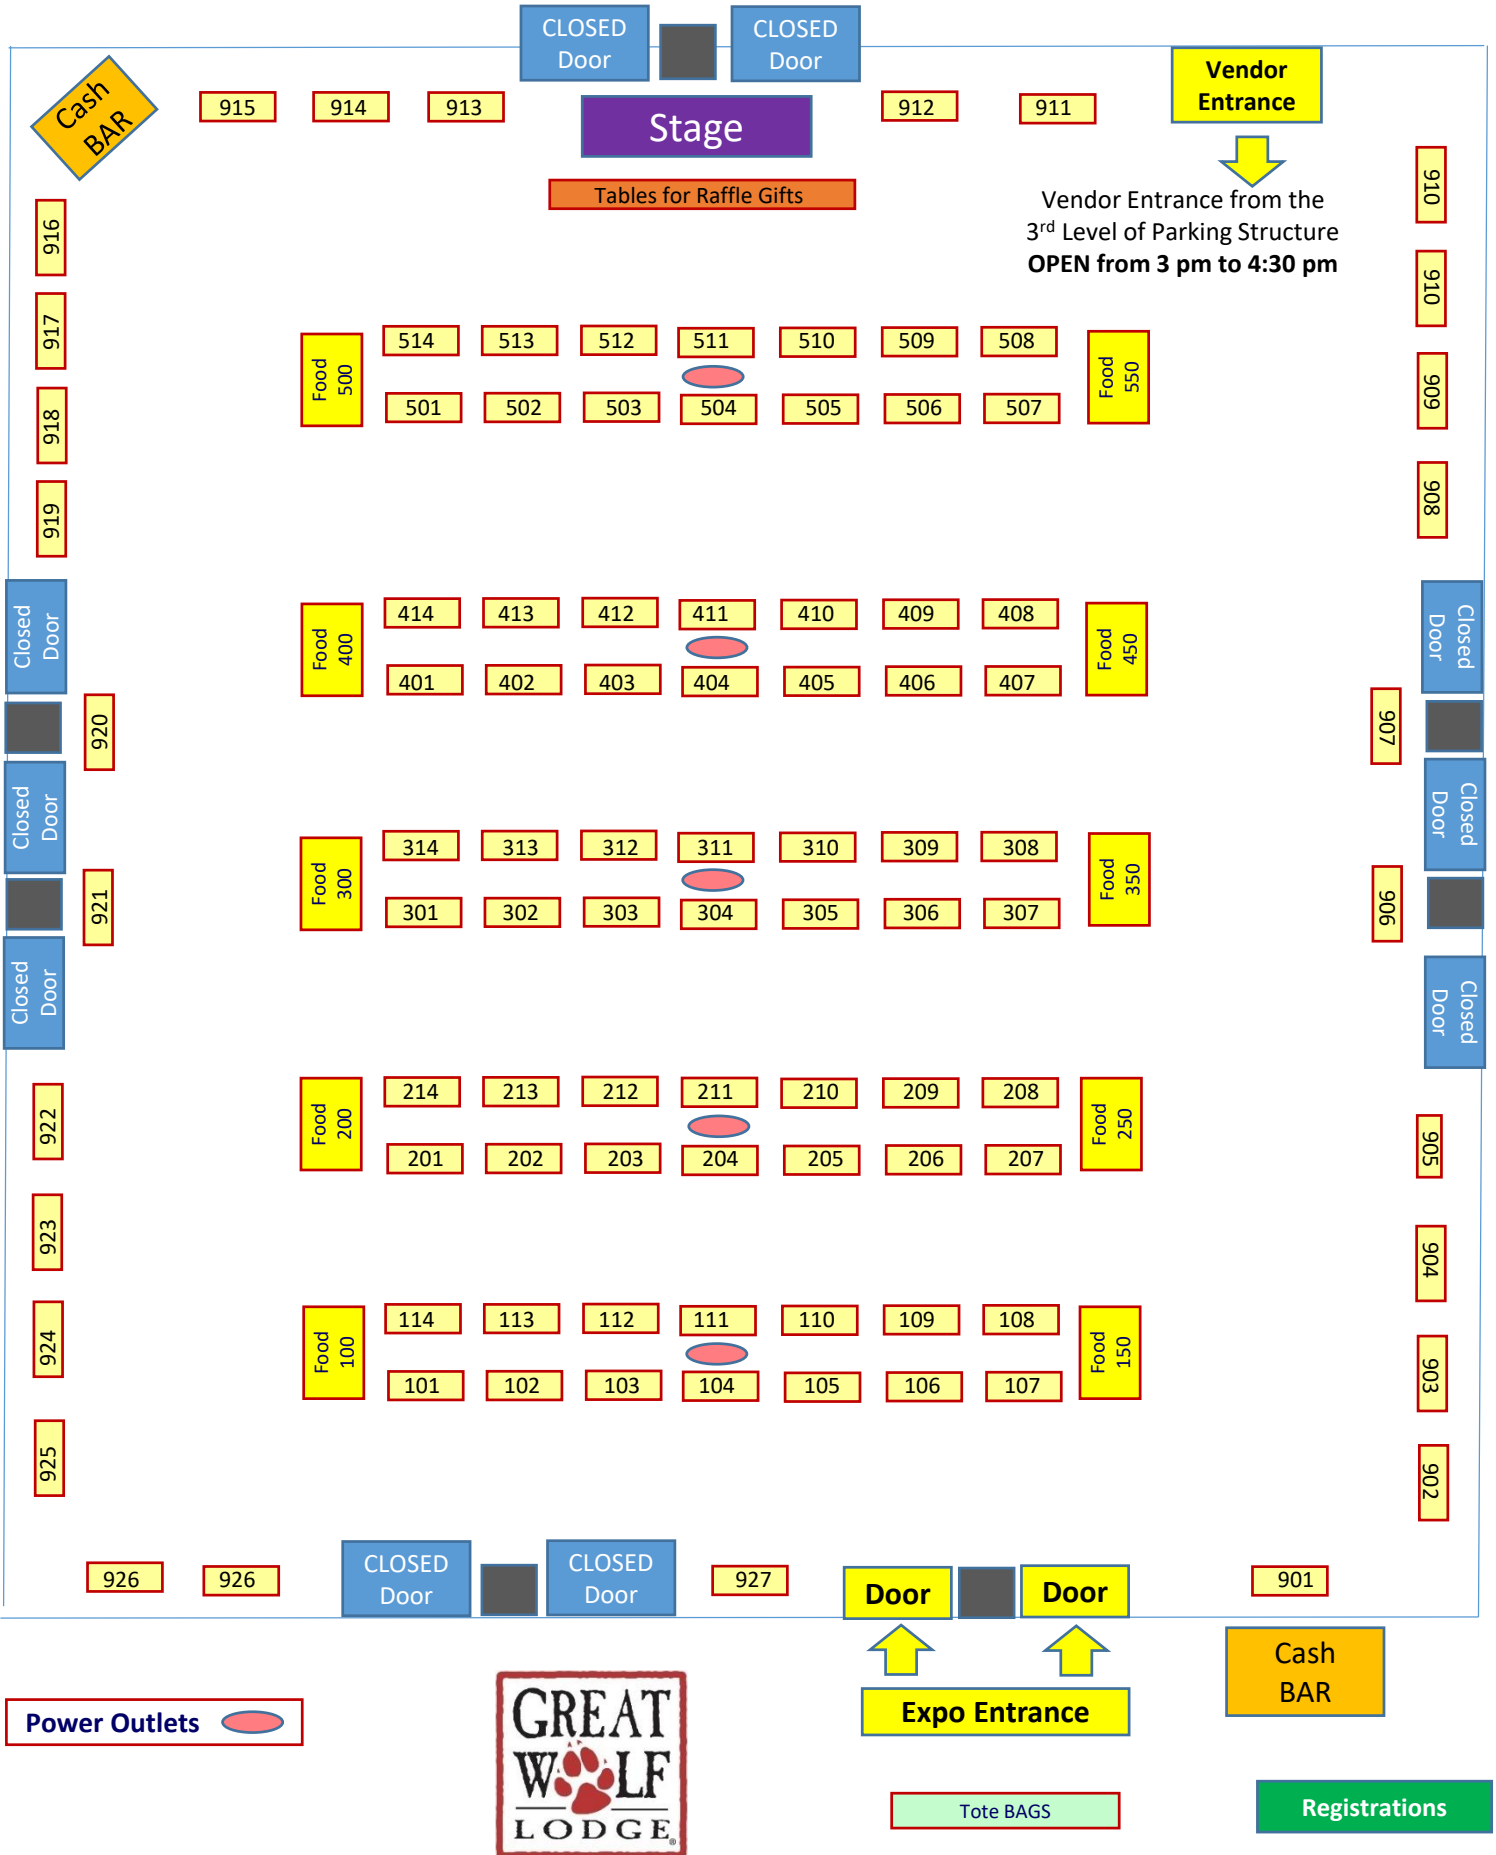 CLOSED
Door
CLOSED
Door
Vendor
Entrance
Cash
BAR
915
914
913
Stage
912
911
Tables for Raffle Gifts
Vendor Entrance from the
3rd Level of Parking Structure
OPEN from 3 pm to 4:30 pm
910
910
909
908
916
917
918
919
Food
500
514
513
512
511
510
509
508
501
502
503
504
505
506
507
Food
550
Closed
Door
Closed
Door
Food
400
414
413
412
411
410
409
408
401
402
403
404
405
406
407
Food
450
920
907
Closed
Door
Closed
Door
Food
300
314
313
312
311
310
309
308
301
302
303
304
305
306
307
Food
350
921
906
Closed
Door
Closed
Door
Food
200
214
213
212
211
210
209
208
201
202
203
204
205
206
207
Food
250
922
923
924
925
905
904
903
902
Food
100
114
113
112
111
110
109
108
101
102
103
104
105
106
107
Food
150
926
926
CLOSED
Door
CLOSED
Door
927
Door
Door
901
Cash
BAR
Power Outlets
GREAT
WOLF
LODGE®
Expo Entrance
Tote BAGS
Registrations